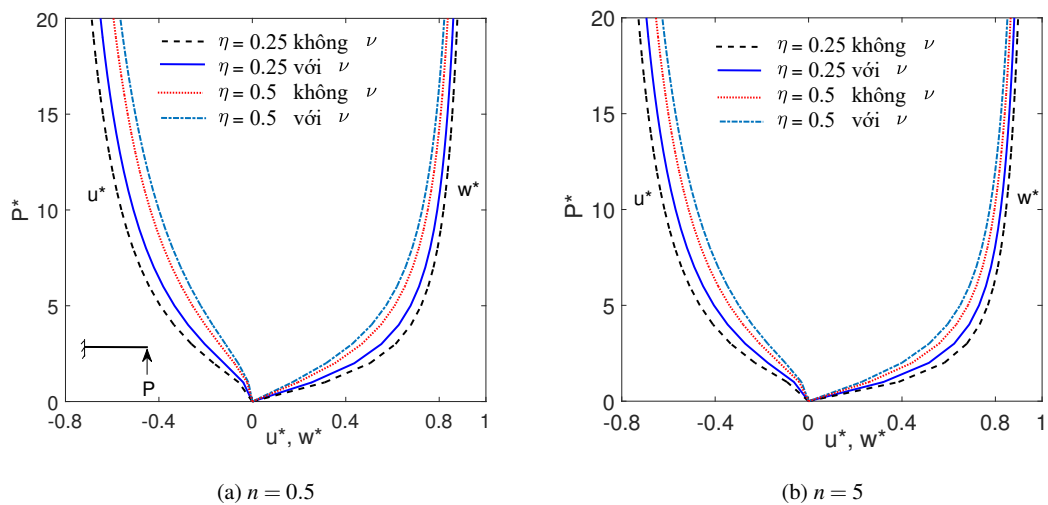 20
15
10
5
0
P*
η = 0.25 không ν
η = 0.25 với ν
η = 0.5 không ν
η = 0.5 với ν
u*
w*
P
-0.8 -0.4 0 0.4 0.8 1
u*, w*
(a) n = 0.5
20
15
10
5
0
P*
η = 0.25 không ν
η = 0.25 với ν
η = 0.5 không ν
η = 0.5 với ν
u*
w*
-0.8 -0.4 0 0.4 0.8 1
u*, w*
(b) n = 5